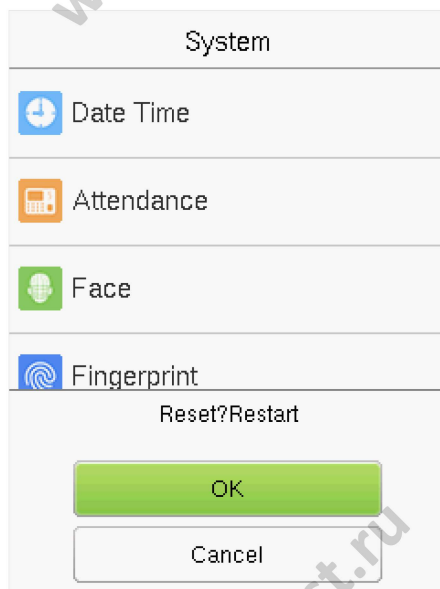 System
Date Time
Attendance
Face
Fingerprint
Reset?Restart
OK
Cancel